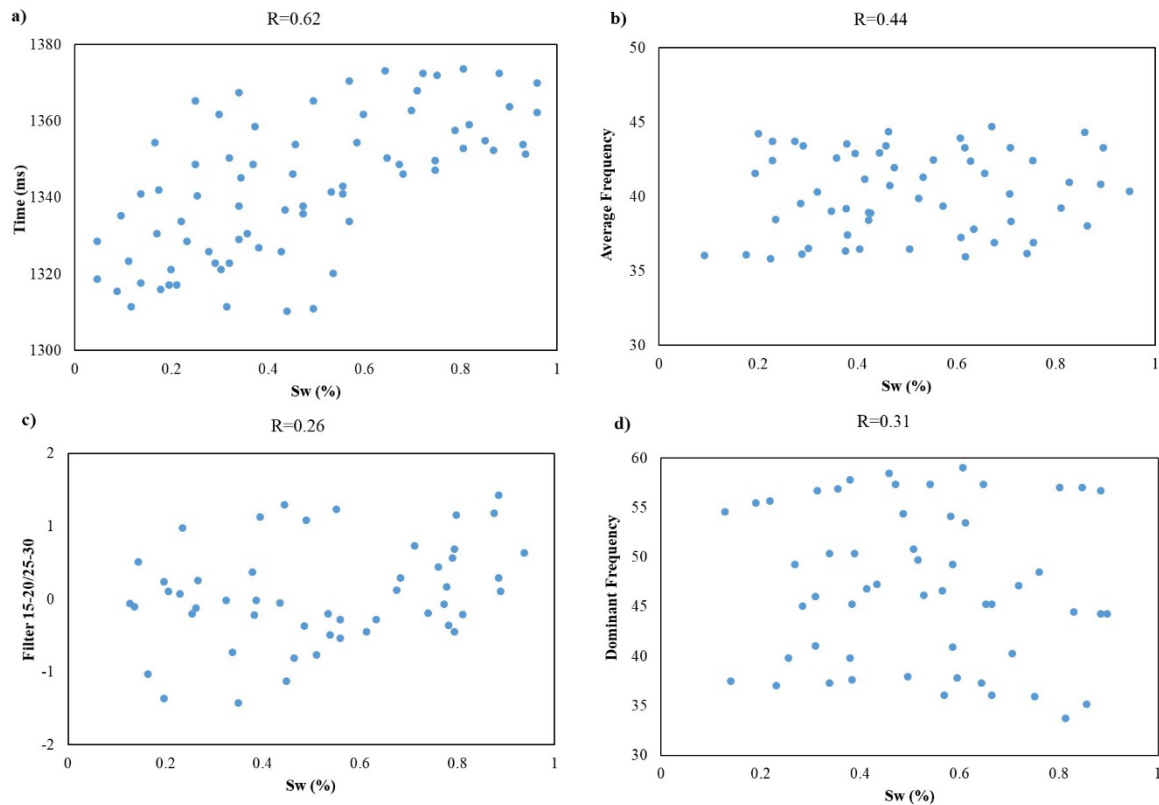 a)
R=0.62
Time (ms)
1380
1360
1340
1320
1300
0 0.2 0.4 0.6 0.8 1
Sw (%)
b)
R=0.44
Average Frequency
50
45
40
35
30
0 0.2 0.4 0.6 0.8 1
Sw (%)
c)
R=0.26
Filter 15-20/25-30
2
1
0
-1
-2
0 0.2 0.4 0.6 0.8 1
Sw (%)
d)
R=0.31
Dominant Frequency
60
55
50
45
40
35
30
0 0.2 0.4 0.6 0.8 1
Sw (%)